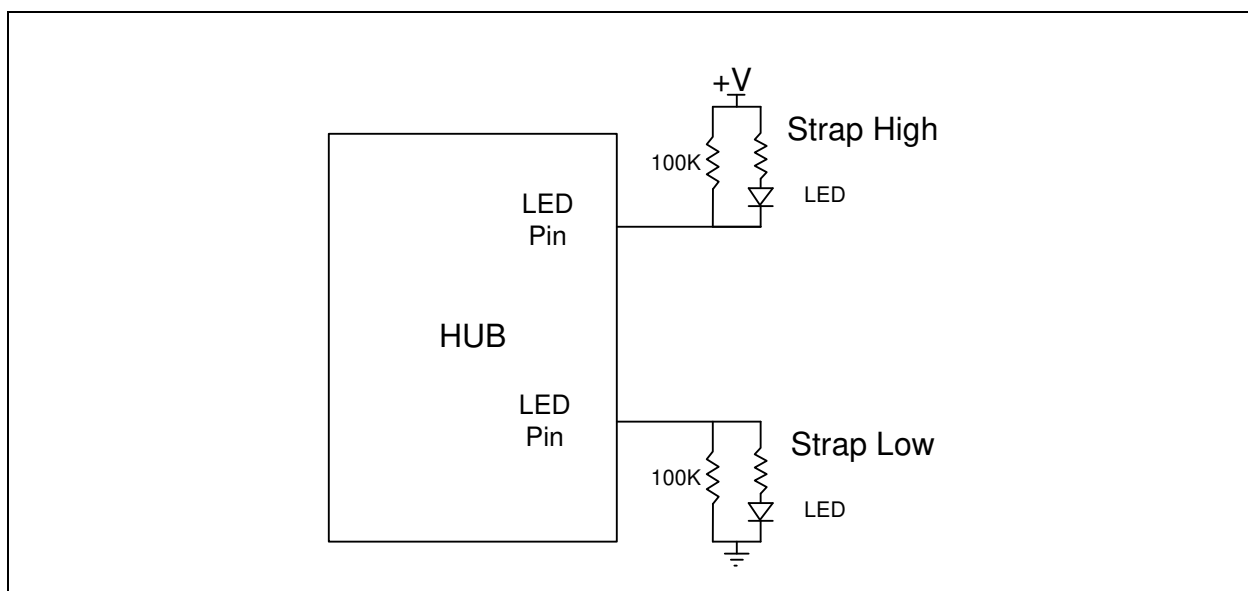 +V
Strap High
100K
LED
LED
Pin
HUB
LED
Pin
Strap Low
100K
LED